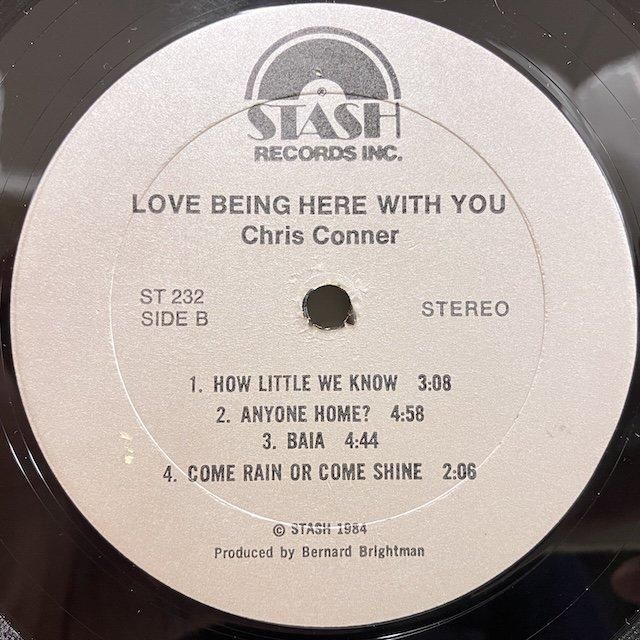 ®
STASH
RECORDS INC.
LOVE BEING HERE WITH YOU
Chris Conner
ST 232
SIDE B
STEREO
1. HOW LITTLE WE KNOW 3:08
2. ANYONE HOME? 4:58
3. BAIA 4:44
4. COME RAIN OR COME SHINE 2:06
© STASH 1984
Produced by Bernard Brightman